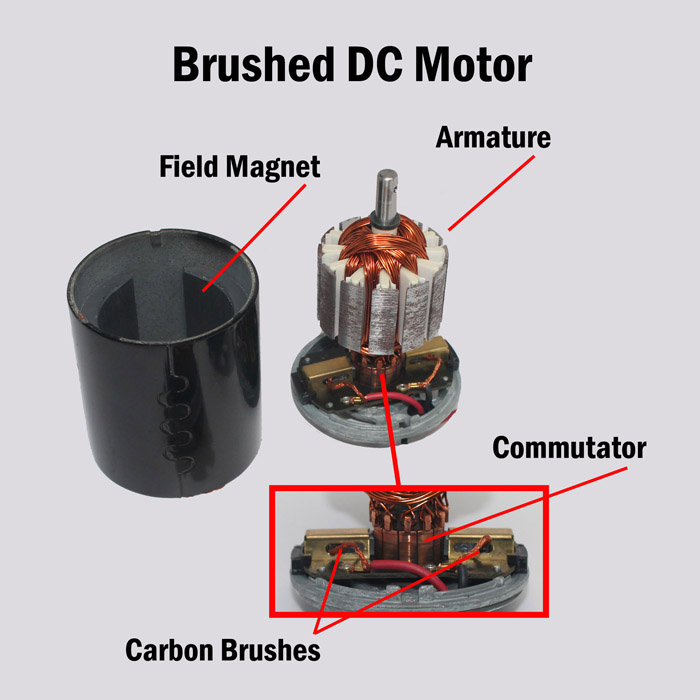 Brushed DC Motor
Armature
Field Magnet
Commutator
Carbon Brushes